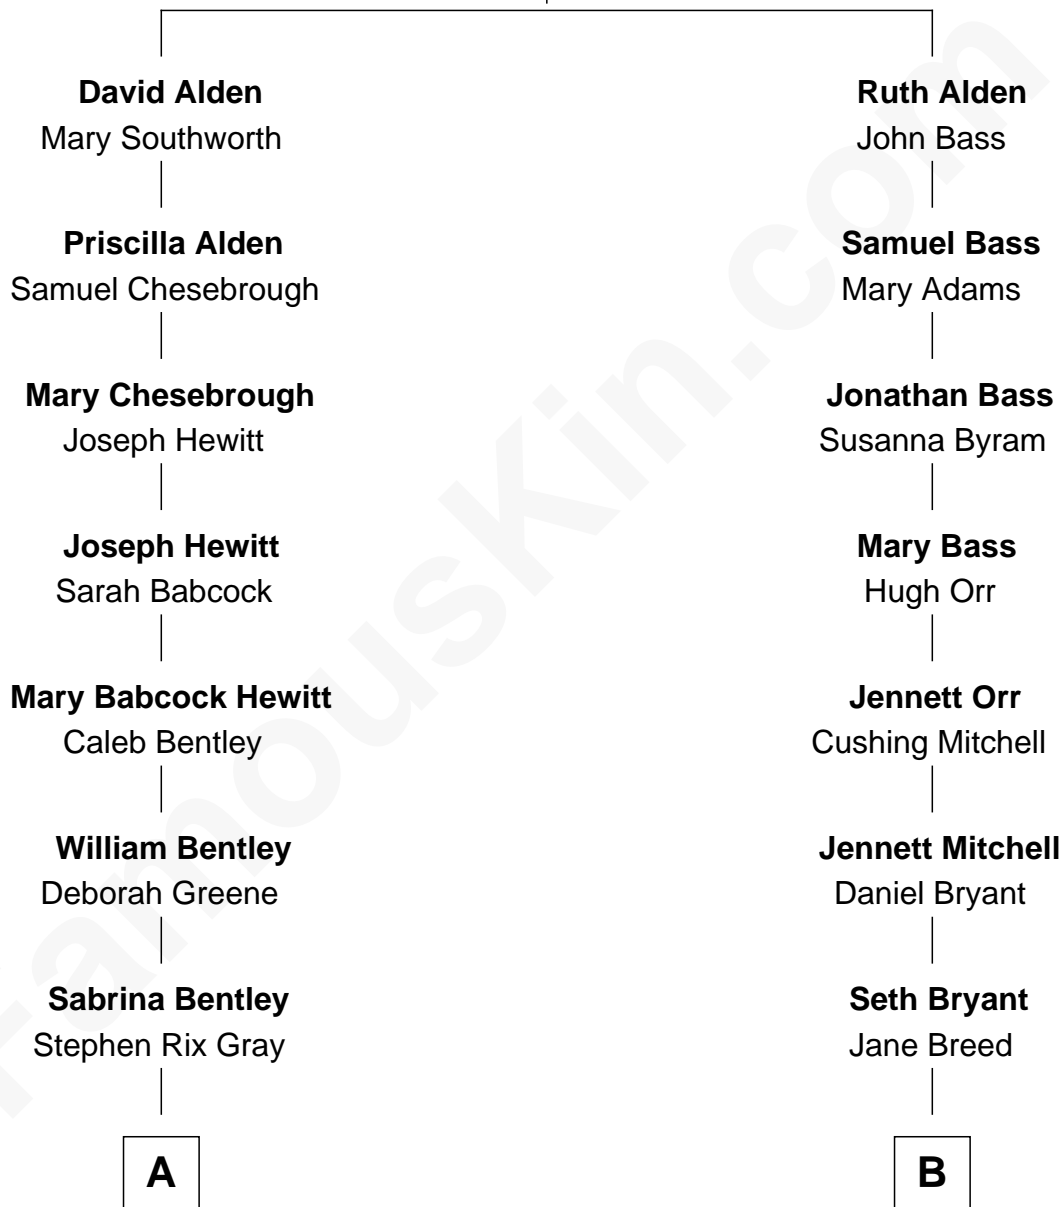 David Alden
Mary Southworth
Priscilla Alden
Samuel Chesebrough
Mary Chesebrough
Joseph Hewitt
Joseph Hewitt
Sarah Babcock
Mary Babcock Hewitt
Caleb Bentley
William Bentley
Deborah Greene
Sabrina Bentley
Stephen Rix Gray
A
Ruth Alden
John Bass
Samuel Bass
Mary Adams
Jonathan Bass
Susanna Byram
Mary Bass
Hugh Orr
Jennett Orr
Cushing Mitchell
Jennett Mitchell
Daniel Bryant
Seth Bryant
Jane Breed
B
FamousKin.com